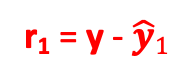 r₁ = y - ŷ₁